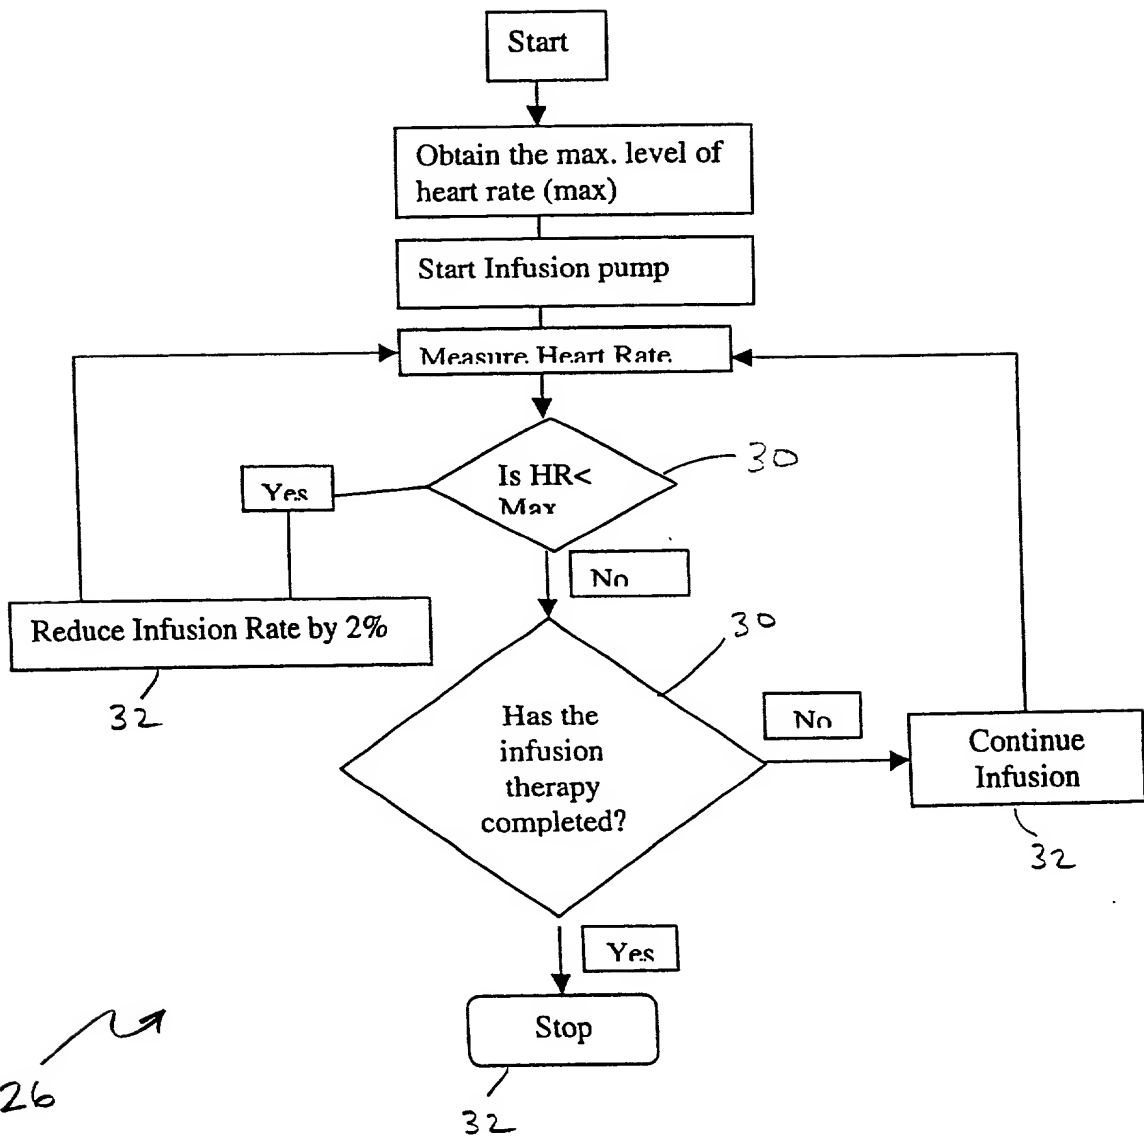 Start
Obtain the max. level of
heart rate (max)
Start Infusion pump
Measure Heart Rate.
Is HR<
Max
30
Yes
No
Reduce Infusion Rate by 2%
32
30
Has the
infusion
therapy
completed?
No
Continue
Infusion
32
Yes
Stop
32
26